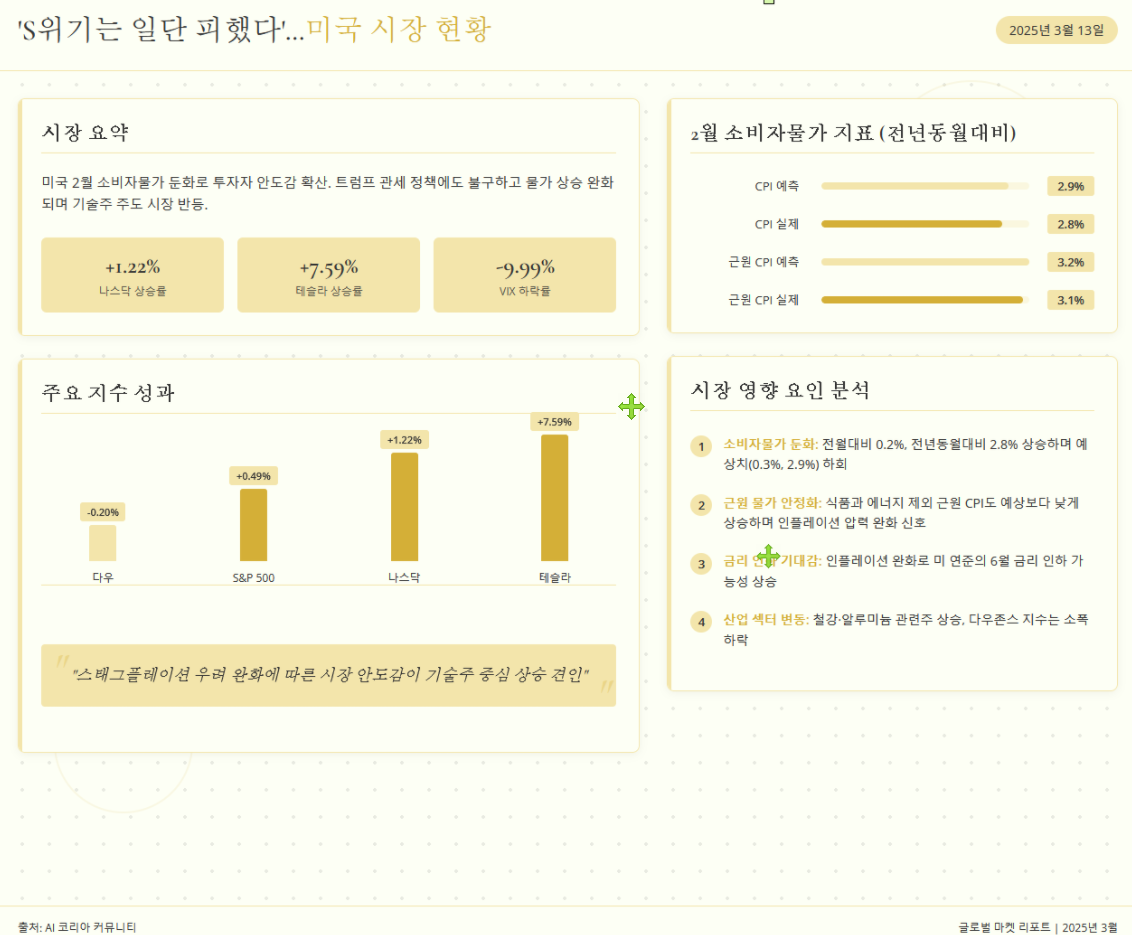 'S위기는 일단 피했다'...미국 시장 현황
2025년 3월 13일
시장 요약
미국 2월 소비자물가 둔화로 투자자 안도감 확산. 트럼프 관세 정책에도 불구하고 물가 상승 완화
되며 기술주 주도 시장 반등.
+1.22%
나스닥 상승률
+7.59%
테슬라 상승률
-9.99%
VIX 하락률
2월 소비자물가 지표 (전년동월대비)
CPI 예측 2.9%
CPI 실제 2.8%
근원 CPI 예측 3.2%
근원 CPI 실제 3.1%
주요 지수 성과
-0.20%
+0.49%
+1.22%
+7.59%
다우
S&P 500
나스닥
테슬라
"스태그플레이션 우려 완화에 따른 시장 안도감이 기술주 중심 상승 견인"
시장 영향 요인 분석
1 소비자물가 둔화: 전월대비 0.2%, 전년동월대비 2.8% 상승하며 예
상치(0.3%, 2.9%) 하회
2 근원 물가 안정화: 식품과 에너지 제외 근원 CPI도 예상보다 낮게
상승하며 인플레이션 압력 완화 신호
3 금리 인하 기대감: 인플레이션 완화로 미 연준의 6월 금리 인하 가
능성 상승
4 산업 섹터 변동: 철강·알루미늄 관련주 상승, 다우존스 지수는 소폭
하락
출처: AI 코리아 커뮤니티
글로벌 마켓 리포트 | 2025년 3월